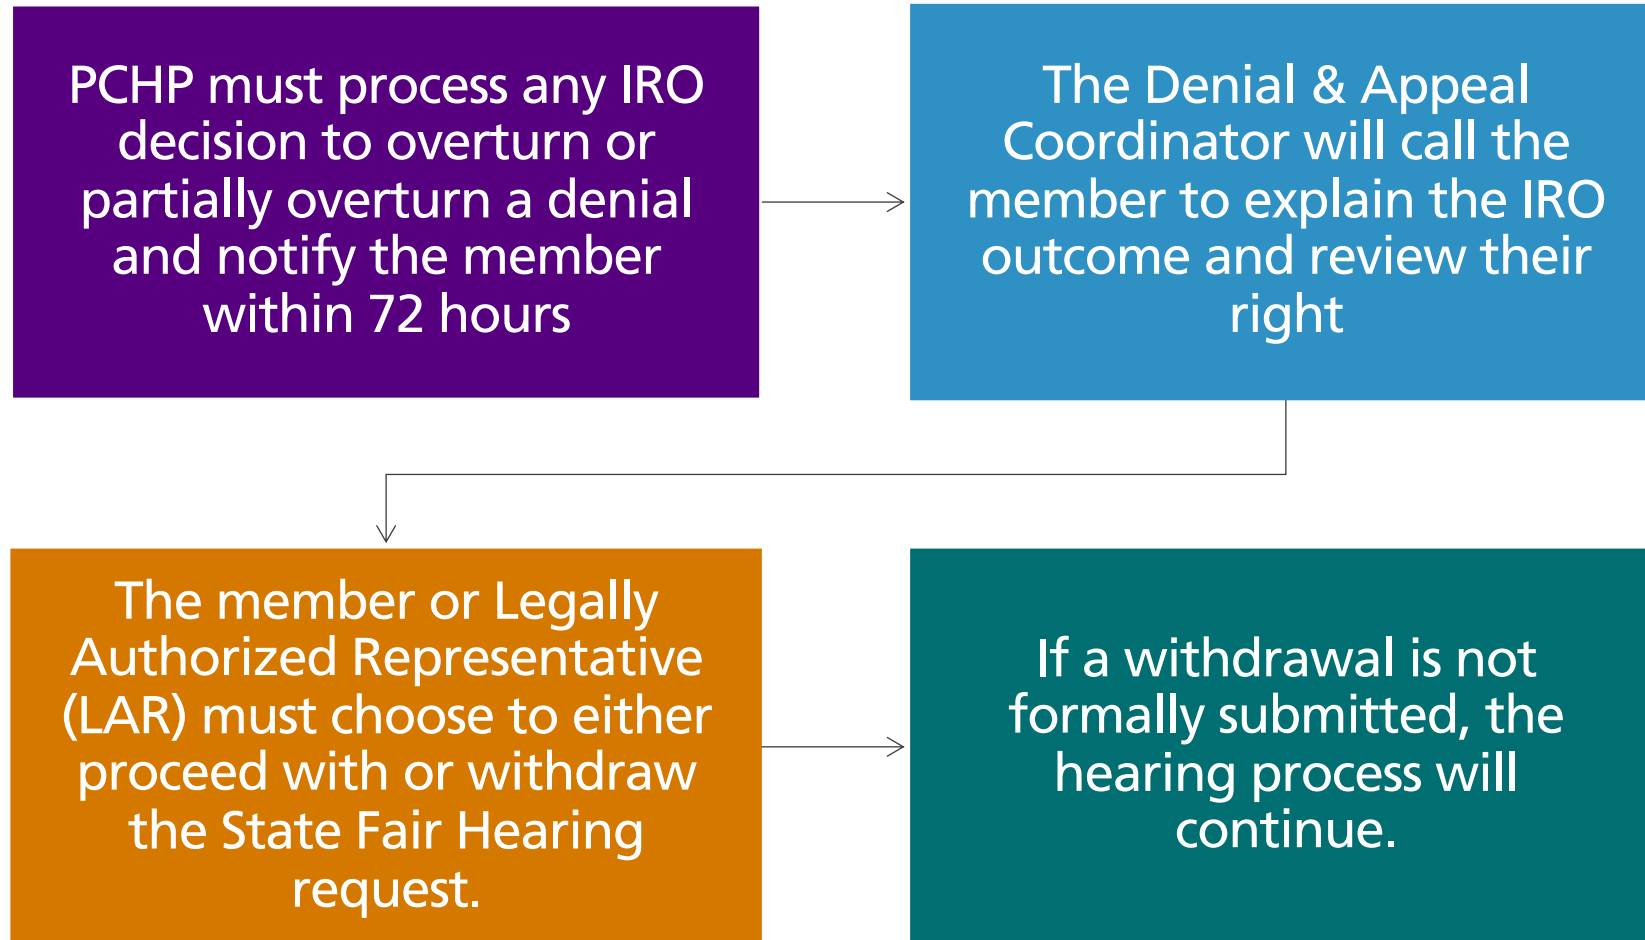 PCHP must process any IRO
decision to overturn or
partially overturn a denial
and notify the member
within 72 hours
The Denial & Appeal
Coordinator will call the
member to explain the IRO
outcome and review their
right
The member or Legally
Authorized Representative
(LAR) must choose to either
proceed with or withdraw
the State Fair Hearing
request.
If a withdrawal is not
formally submitted, the
hearing process will
continue.